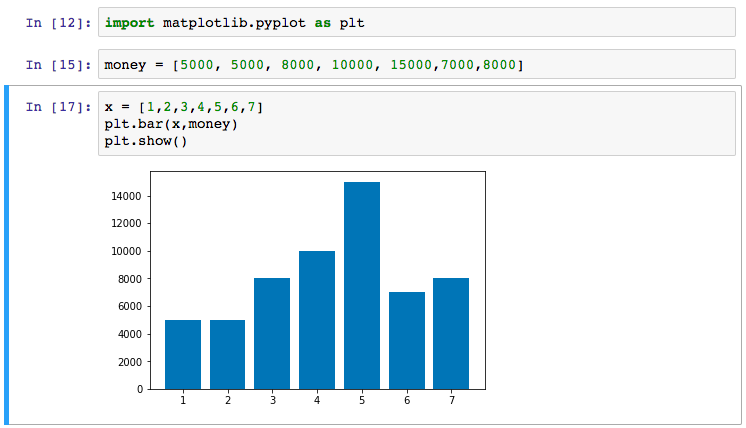 In [12]: import matplotlib.pyplot as plt
In [15]: money = [5000, 5000, 8000, 10000, 15000,7000,8000]
In [17]: x = [1,2,3,4,5,6,7]
plt.bar(x,money)
plt.show()
14000
12000
10000
8000
6000
4000
2000
0
1 2 3 4 5 6 7